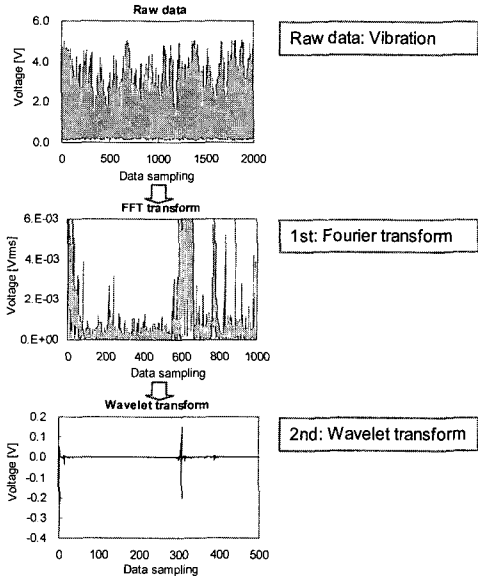 Raw data
6.0
4.0
2.0
0.0
Voltage [V]
0 500 1000 1500 2000
Data sampling
Raw data: Vibration
FFT transform
6.E-03
4.E-03
2.E-03
0.E+00
Voltage [Vrms]
0 200 400 600 800 1000
Data sampling
1st: Fourier transform
Wavelet transform
0.2
0.1
0.0
-0.1
-0.2
-0.3
-0.4
Voltage [V]
0 100 200 300 400 500
Data sampling
2nd: Wavelet transform